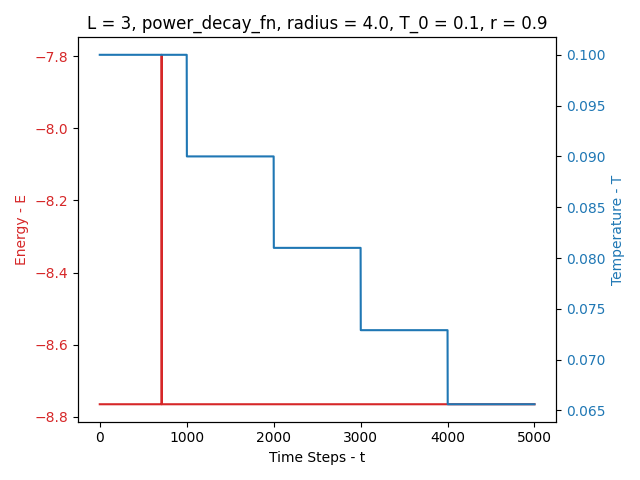 L = 3, power_decay_fn, radius = 4.0, T_0 = 0.1, r = 0.9
−7.8
−8.0
−8.2
−8.4
−8.6
−8.8
Energy - E
0.100
0.095
0.090
0.085
0.080
0.075
0.070
0.065
Temperature - T
0 1000 2000 3000 4000 5000
Time Steps - t